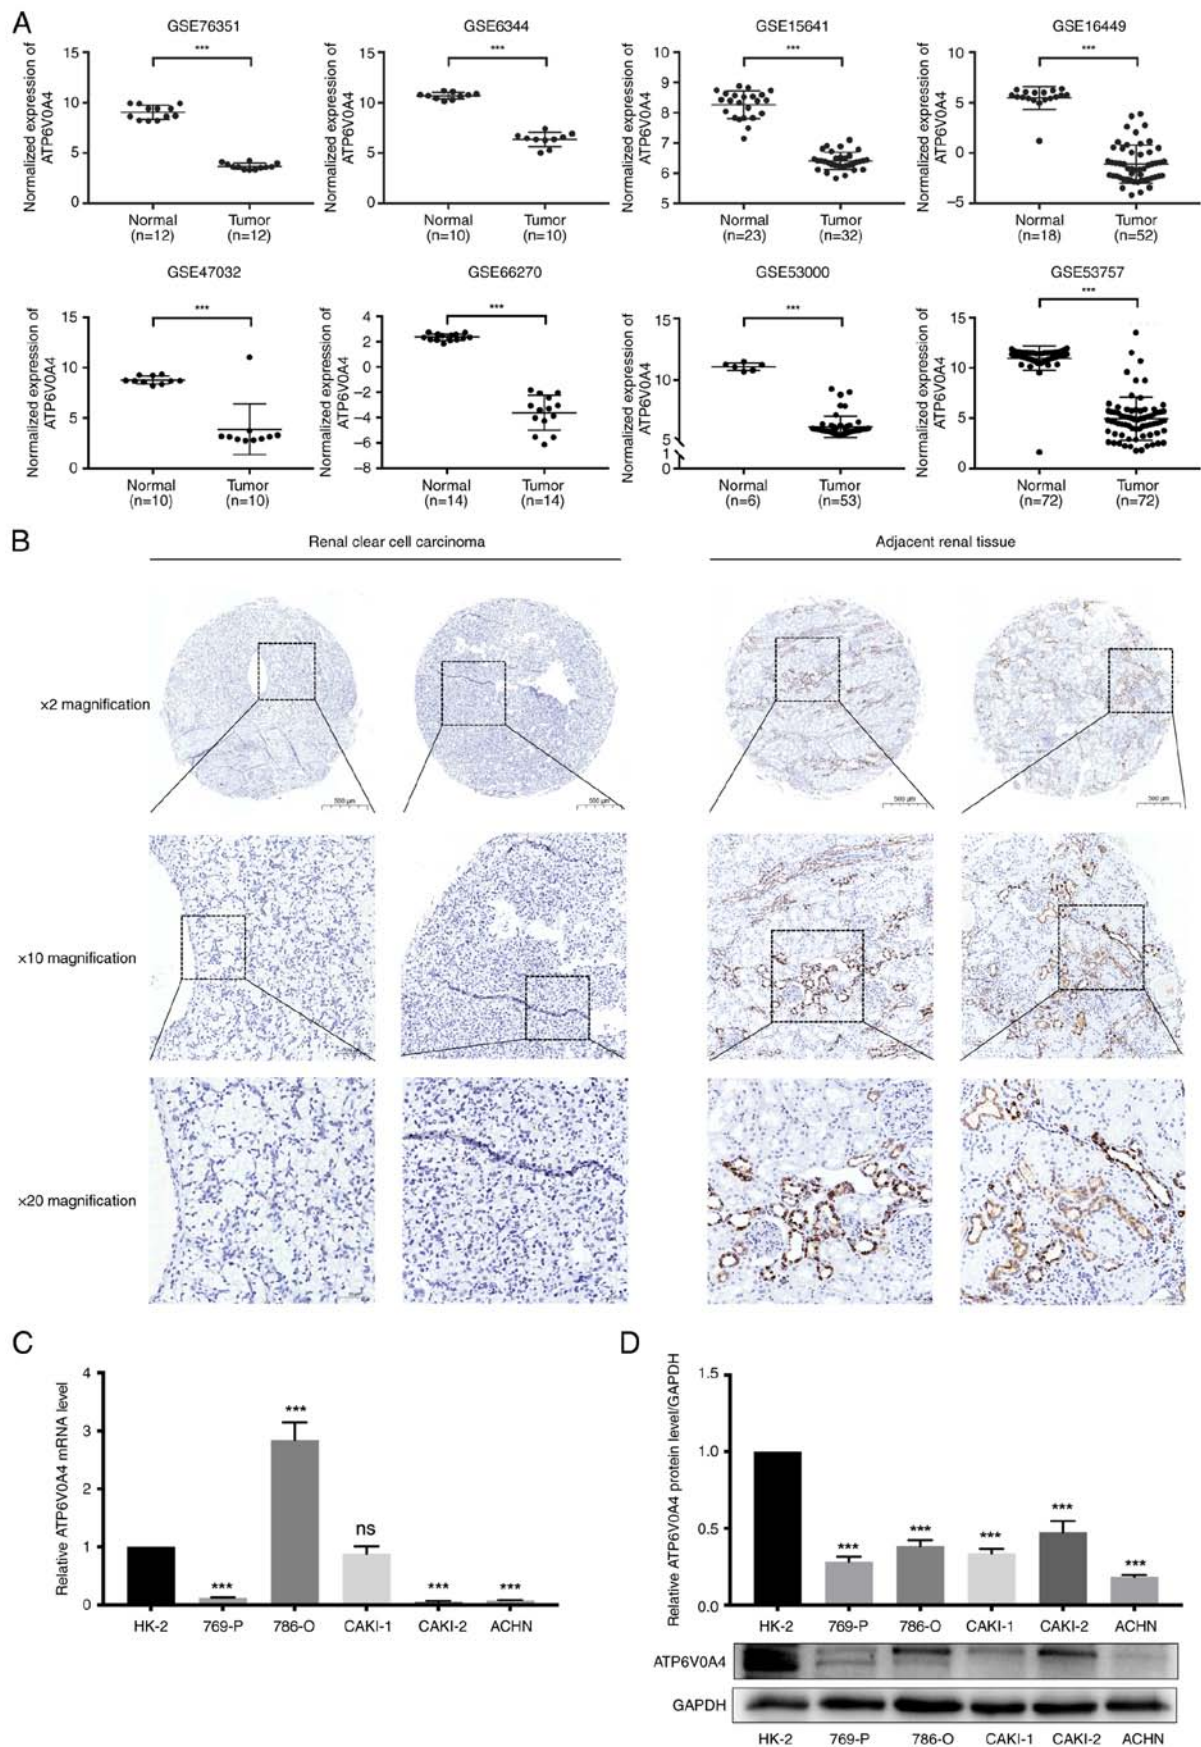 A
GSE76351
GSE6344
GSE15641
GSE16449
Normalized expression of
ATP6V0A4
15
10
5
0
***
Normal
(n=12)
Tumor
(n=12)
Normalized expression of
ATP6V0A4
15
10
5
0
***
Normal
(n=10)
Tumor
(n=10)
Normalized expression of
ATP6V0A4
10
9
8
7
6
5
***
Normal
(n=23)
Tumor
(n=32)
Normalized expression of
ATP6V0A4
10
5
0
−5
***
Normal
(n=18)
Tumor
(n=52)
GSE47032
GSE66270
GSE53000
GSE53757
Normalized expression of
ATP6V0A4
15
10
5
0
***
Normal
(n=10)
Tumor
(n=10)
Normalized expression of
ATP6V0A4
4
2
0
−2
−4
−6
−8
***
Normal
(n=14)
Tumor
(n=14)
Normalized expression of
ATP6V0A4
15
10
5
1
0
***
Normal
(n=6)
Tumor
(n=53)
Normalized expression of
ATP6V0A4
15
10
5
0
***
Normal
(n=72)
Tumor
(n=72)
B
Renal clear cell carcinoma
Adjacent renal tissue
×2 magnification
500 µm
500 µm
500 µm
500 µm
×10 magnification
×20 magnification
C
Relative ATP6V0A4 mRNA level
4
3
2
1
0
***
***
ns
***
***
HK-2
769-P
786-O
CAKI-1
CAKI-2
ACHN
D
Relative ATP6V0A4 protein level/GAPDH
1.5
1.0
0.5
0.0
***
***
***
***
***
HK-2
769-P
786-O
CAKI-1
CAKI-2
ACHN
ATP6V0A4
GAPDH
HK-2
769-P
786-O
CAKI-1
CAKI-2
ACHN